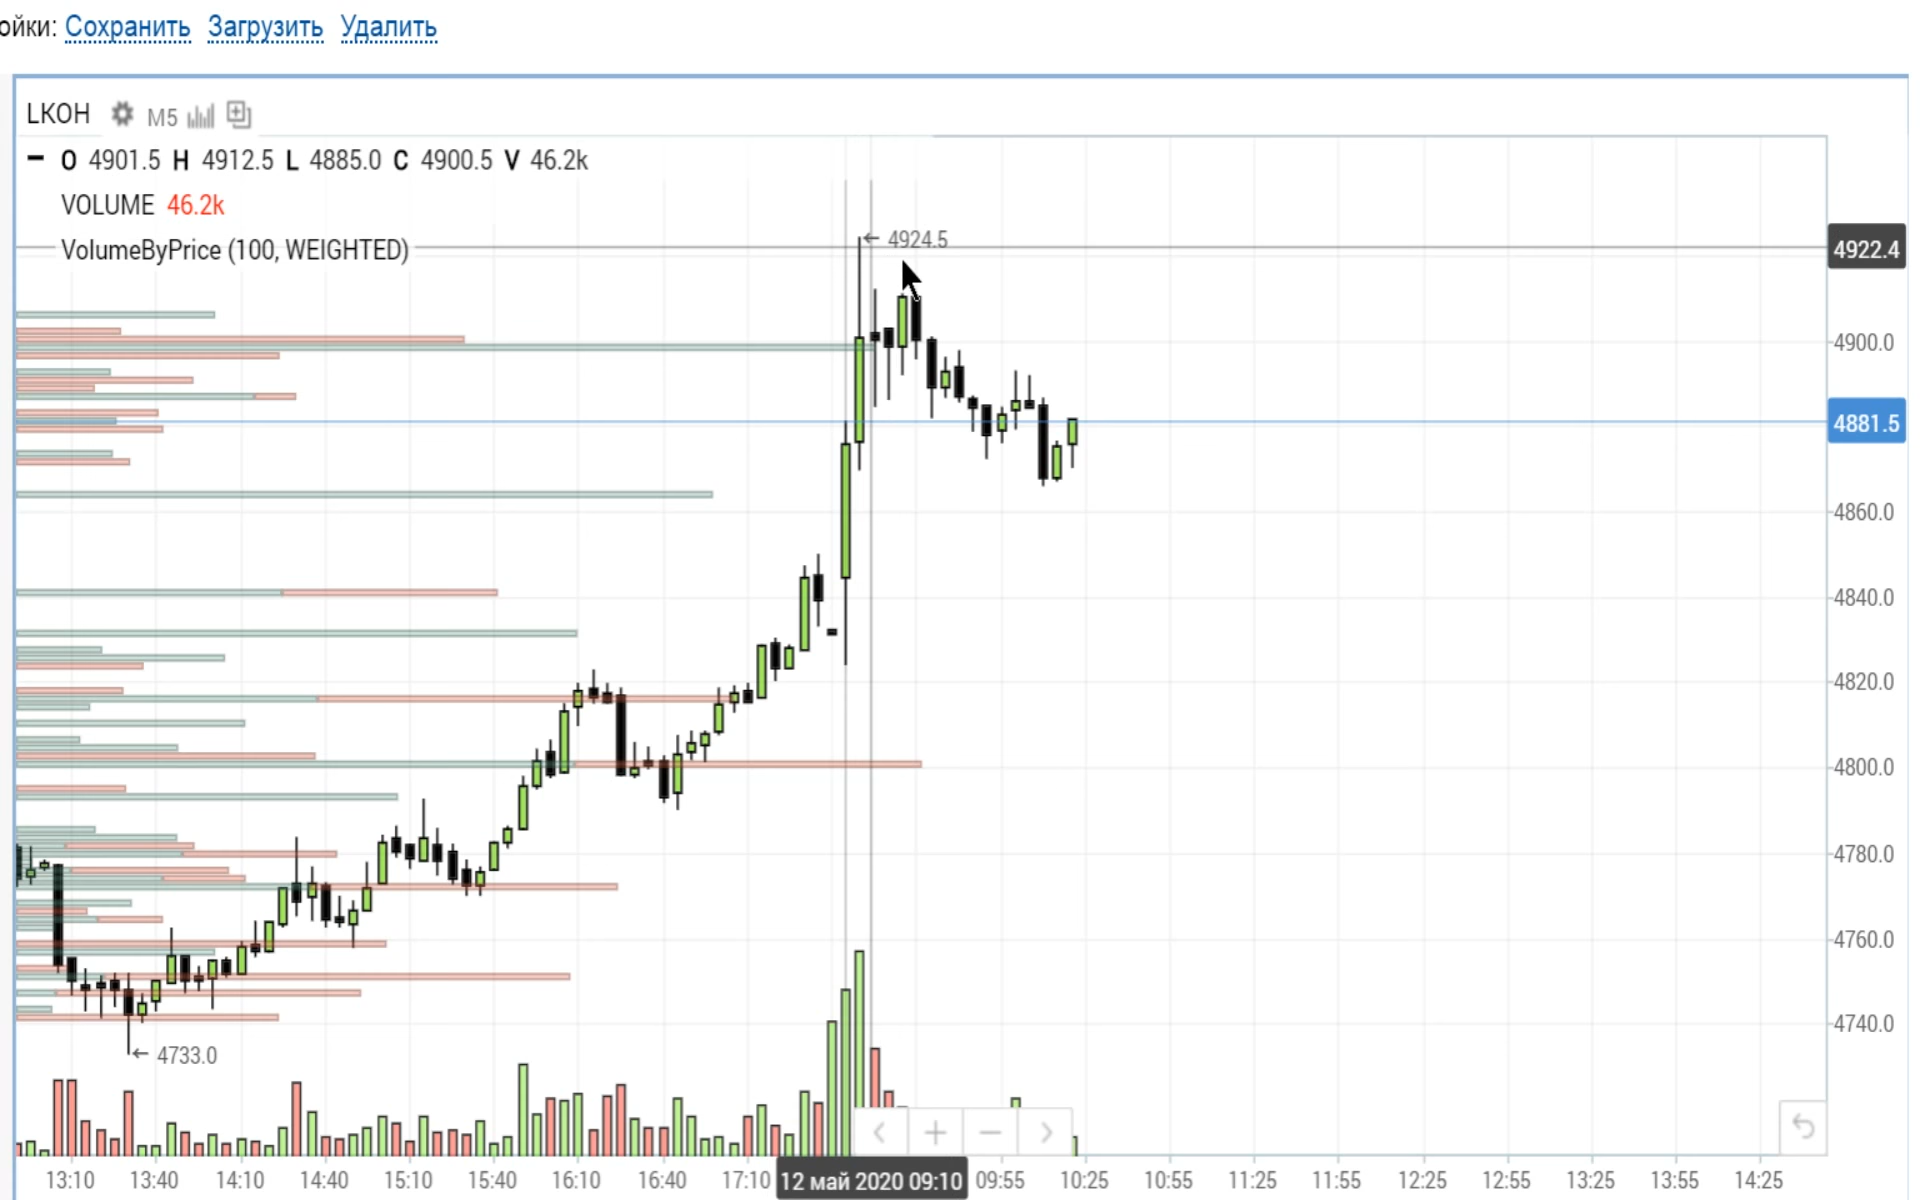 ойки: Сохранить Загрузить Удалить
LKOH M5
O 4901.5 H 4912.5 L 4885.0 C 4900.5 V 46.2k
VOLUME 46.2k
VolumeByPrice (100, WEIGHTED)
4924.5
4922.4
4900.0
4881.5
4860.0
4840.0
4820.0
4800.0
4780.0
4760.0
4740.0
4733.0
13:10 13:40 14:10 14:40 15:10 15:40 16:10 16:40 17:10 12 май 2020 09:10 09:55 10:25 10:55 11:25 11:55 12:25 12:55 13:25 13:55 14:25